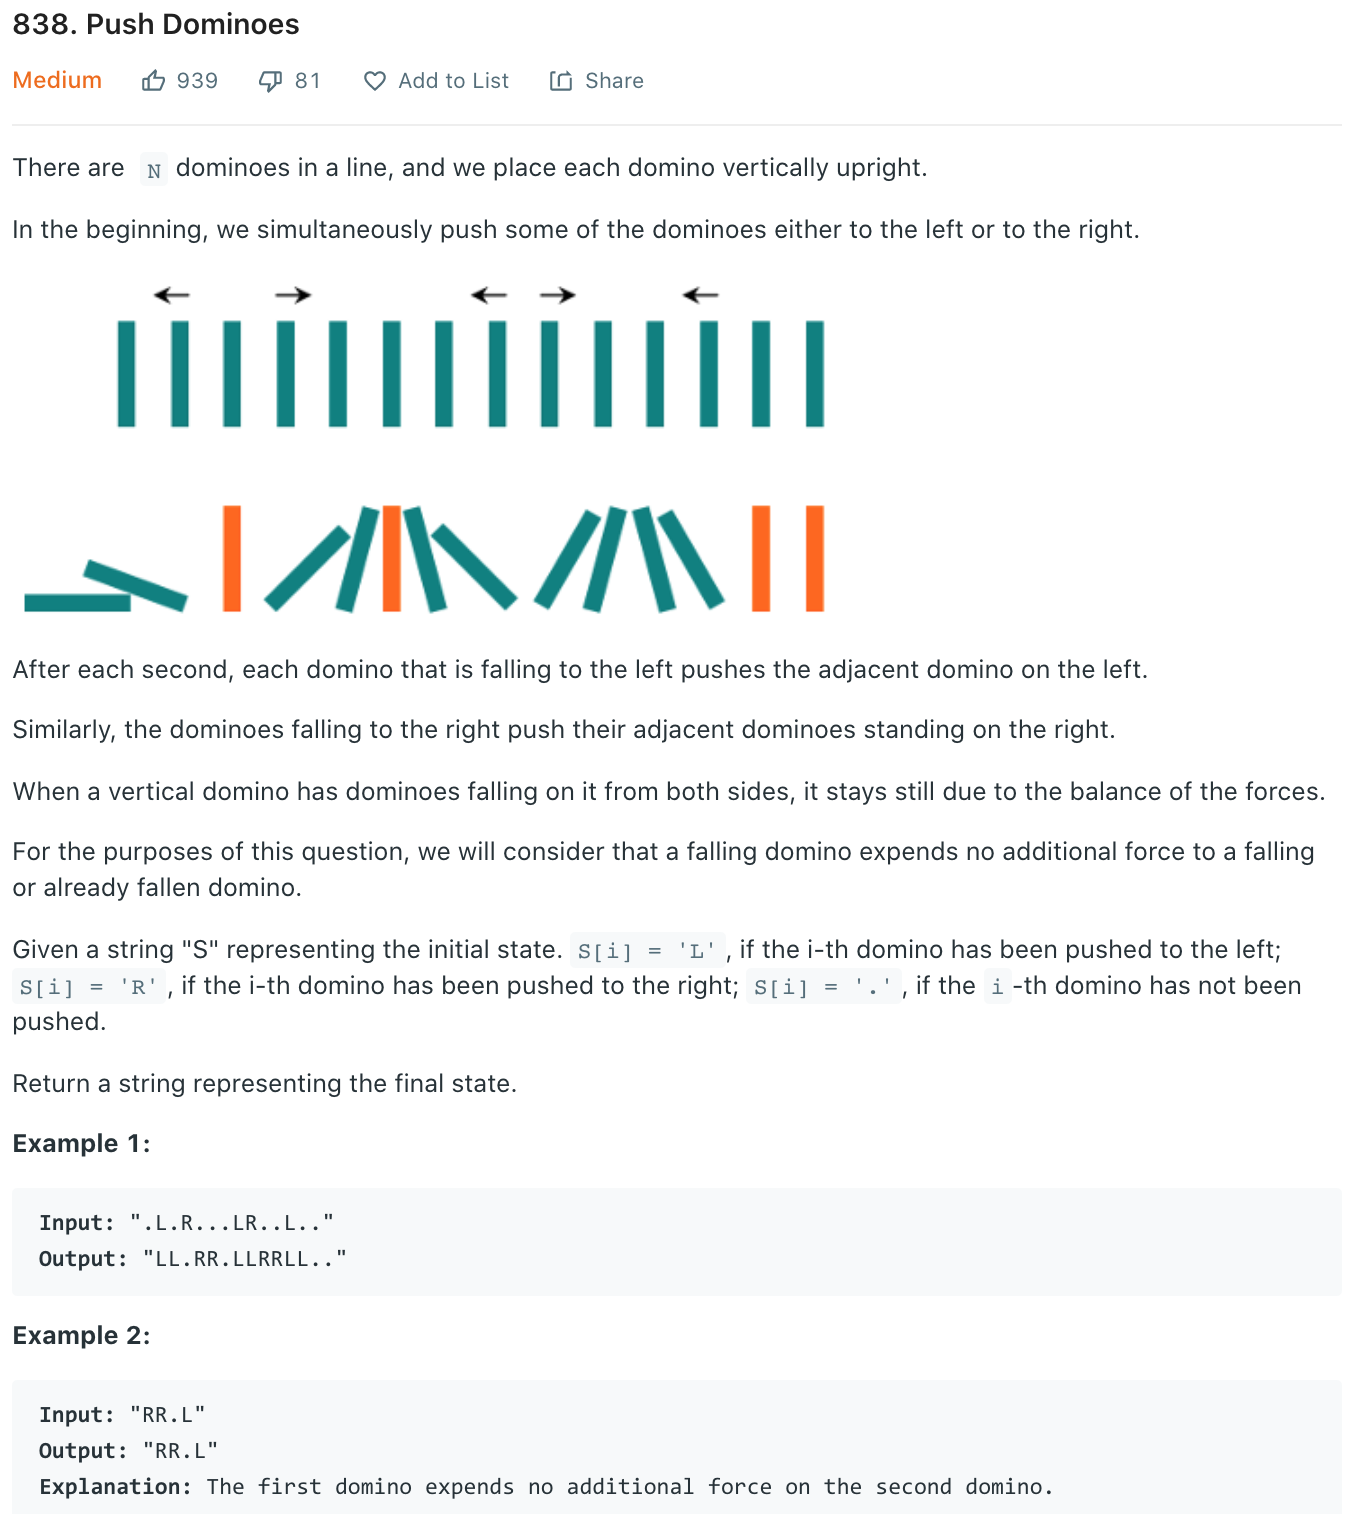 838. Push Dominoes
Medium 939 81 Add to List Share
There are N dominoes in a line, and we place each domino vertically upright.
In the beginning, we simultaneously push some of the dominoes either to the left or to the right.
After each second, each domino that is falling to the left pushes the adjacent domino on the left.
Similarly, the dominoes falling to the right push their adjacent dominoes standing on the right.
When a vertical domino has dominoes falling on it from both sides, it stays still due to the balance of the forces.
For the purposes of this question, we will consider that a falling domino expends no additional force to a falling
or already fallen domino.
Given a string "S" representing the initial state. S[i] = 'L', if the i-th domino has been pushed to the left;
S[i] = 'R', if the i-th domino has been pushed to the right; S[i] = '.', if the i-th domino has not been
pushed.
Return a string representing the final state.
Example 1:
Input: ".L.R...LR..L.."
Output: "LL.RR.LLRRLL.."
Example 2:
Input: "RR.L"
Output: "RR.L"
Explanation: The first domino expends no additional force on the second domino.